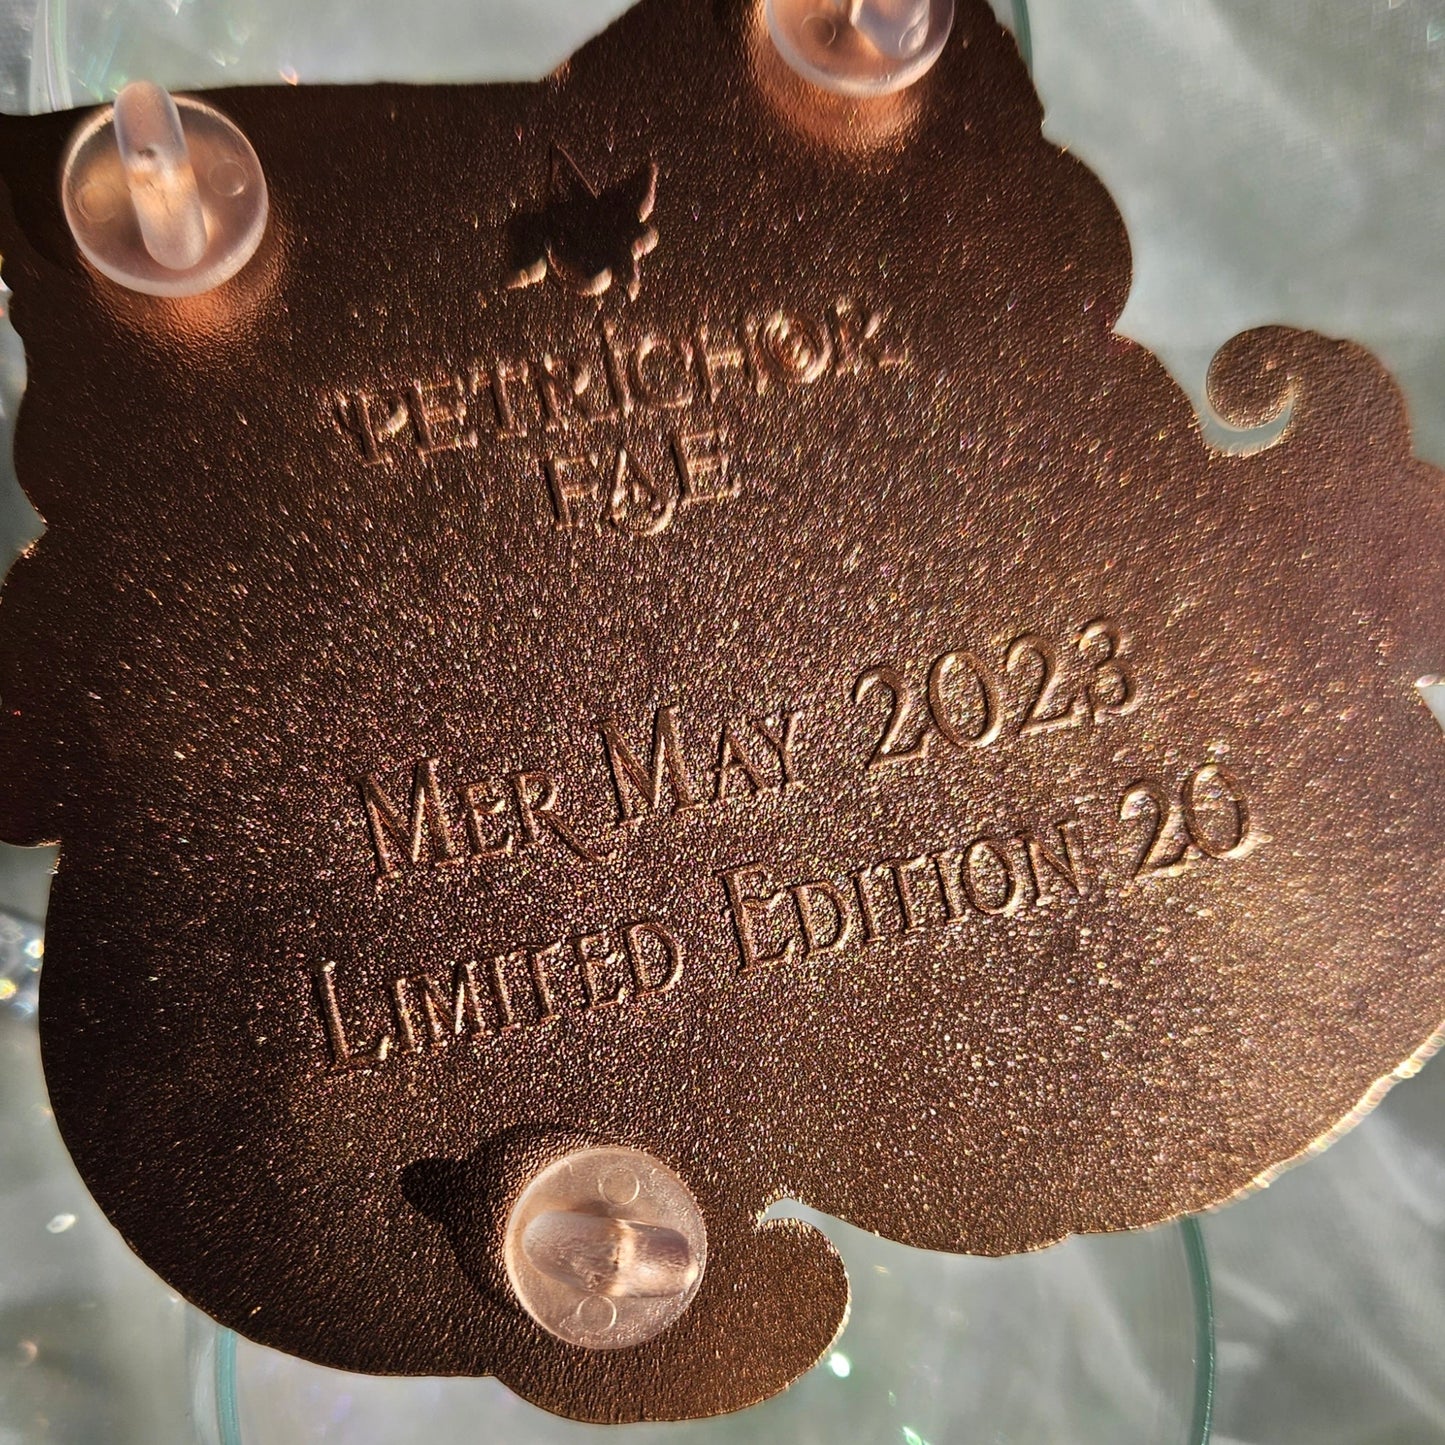 PETRICHOR
FAE
MER MAY 2023
LIMITED EDITION 20